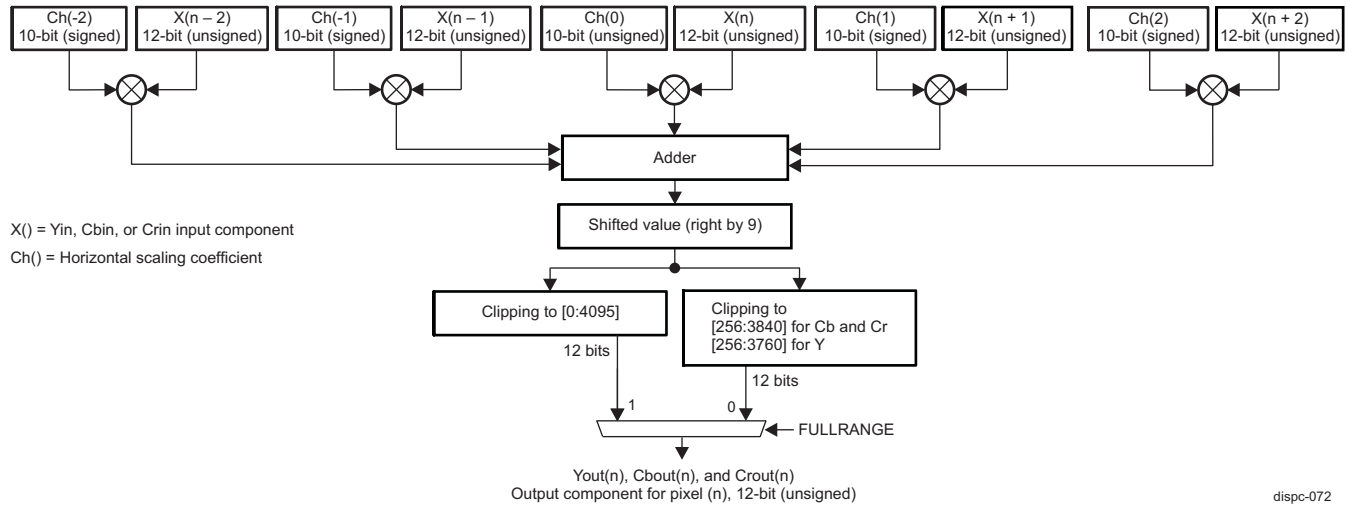 Ch(-2) X(n – 2) Ch(-1) X(n – 1) Ch(0) X(n) Ch(1) X(n + 1) Ch(2) X(n + 2)
10-bit (signed) 12-bit (unsigned) 10-bit (signed) 12-bit (unsigned) 10-bit (unsigned) 12-bit (unsigned) 10-bit (signed) 12-bit (unsigned) 10-bit (signed) 12-bit (unsigned)
Adder
Shifted value (right by 9)
X() = Yin, Cbin, or Crin input component
Ch() = Horizontal scaling coefficient
Clipping to [0:4095]
Clipping to
[256:3840] for Cb and Cr
[256:3760] for Y
12 bits
12 bits
1
0
FULLRANGE
Yout(n), Cbout(n), and Crout(n)
Output component for pixel (n), 12-bit (unsigned)
dispc-072